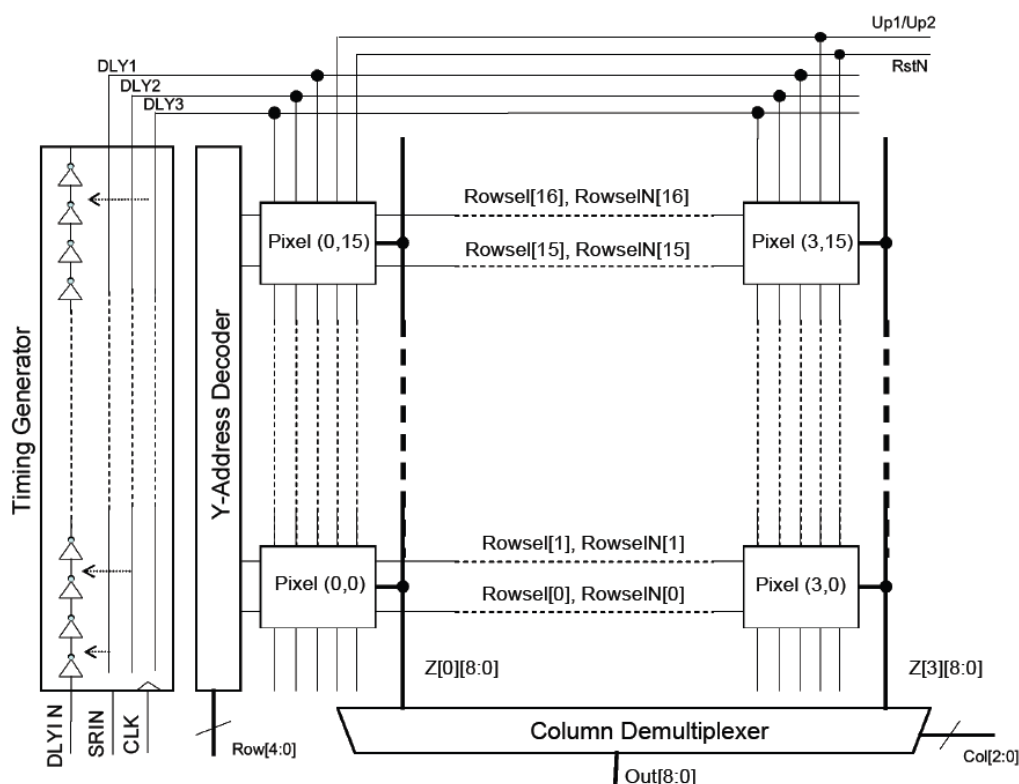 Up1/Up2
RstN
DLY1
DLY2
DLY3
Rowsel[16], RowselN[16]
Pixel (0,15)
Pixel (3,15)
Rowsel[15], RowselN[15]
Timing Generator
Y-Address Decoder
Rowsel[1], RowselN[1]
Pixel (0,0)
Pixel (3,0)
Rowsel[0], RowselN[0]
Z[0][8:0]
Z[3][8:0]
DLYI N
SRIN
CLK
Row[4:0]
Column Demultiplexer
Col[2:0]
Out[8:0]